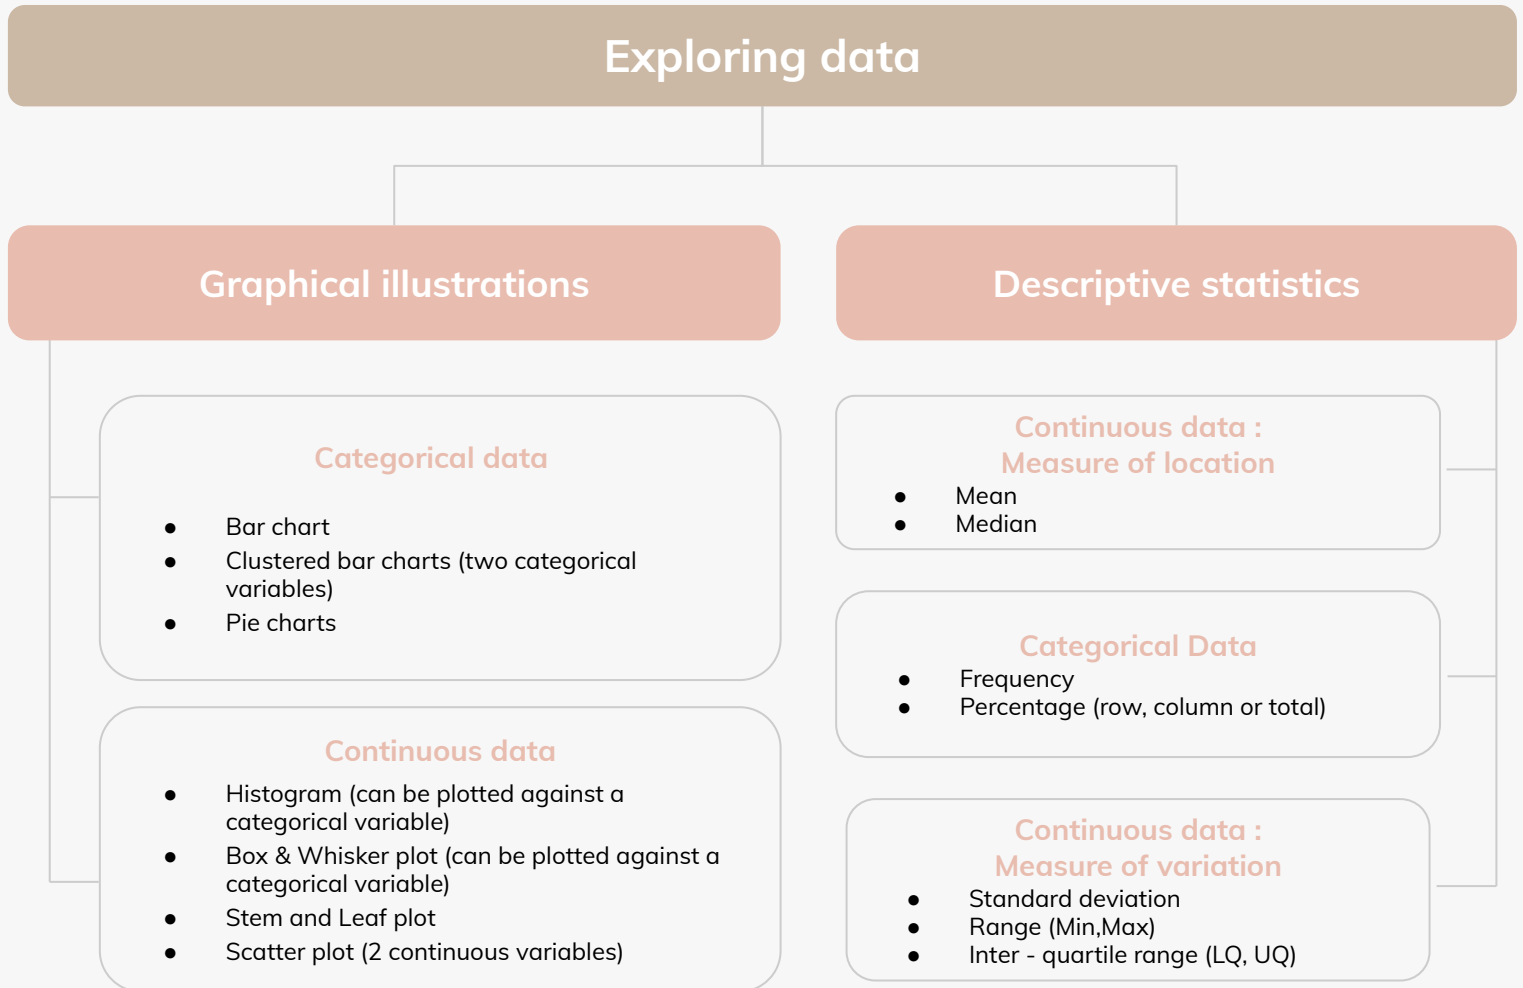 Exploring data
Graphical illustrations
Categorical data
● Bar chart
● Clustered bar charts (two categorical
variables)
● Pie charts
Continuous data
● Histogram (can be plotted against a
categorical variable)
● Box & Whisker plot (can be plotted against a
categorical variable)
● Stem and Leaf plot
● Scatter plot (2 continuous variables)
Descriptive statistics
Continuous data :
Measure of location
● Mean
● Median
Categorical Data
● Frequency
● Percentage (row, column or total)
Continuous data :
Measure of variation
● Standard deviation
● Range (Min,Max)
● Inter - quartile range (LQ, UQ)